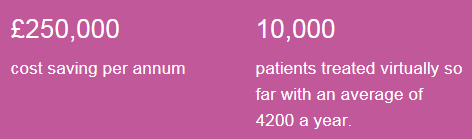 £250,000
cost saving per annum
10,000
patients treated virtually so
far with an average of
4200 a year.